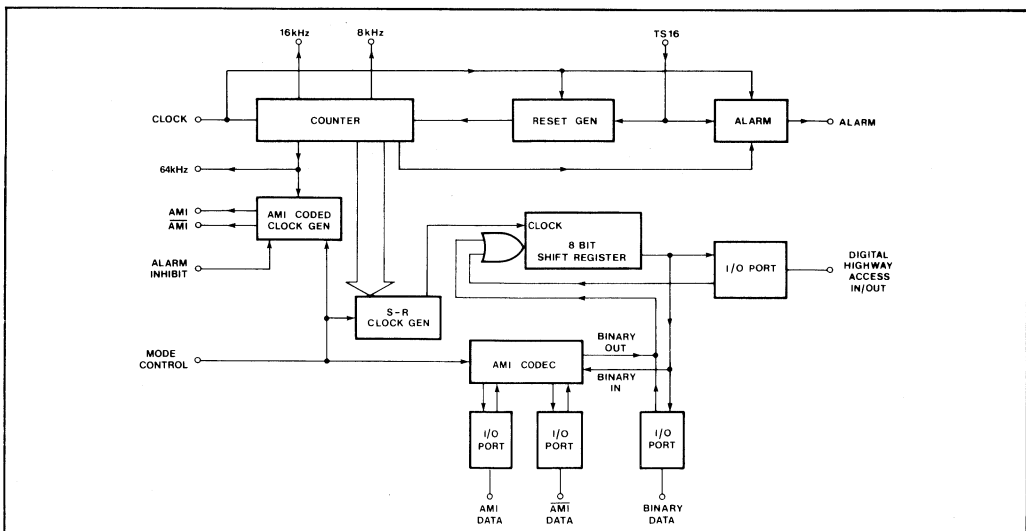 16kHz
8kHz
TS16
CLOCK
COUNTER
RESET GEN
ALARM
ALARM
64kHz
AMI
AMI
AMI CODED
CLOCK GEN
ALARM
INHIBIT
CLOCK
8 BIT
SHIFT REGISTER
I/O PORT
DIGITAL
HIGHWAY
ACCESS
IN/OUT
S-R
CLOCK GEN
MODE
CONTROL
BINARY
OUT
AMI CODEC
BINARY
IN
I/O
PORT
I/O
PORT
I/O
PORT
AMI
DATA
AMI
DATA
BINARY
DATA